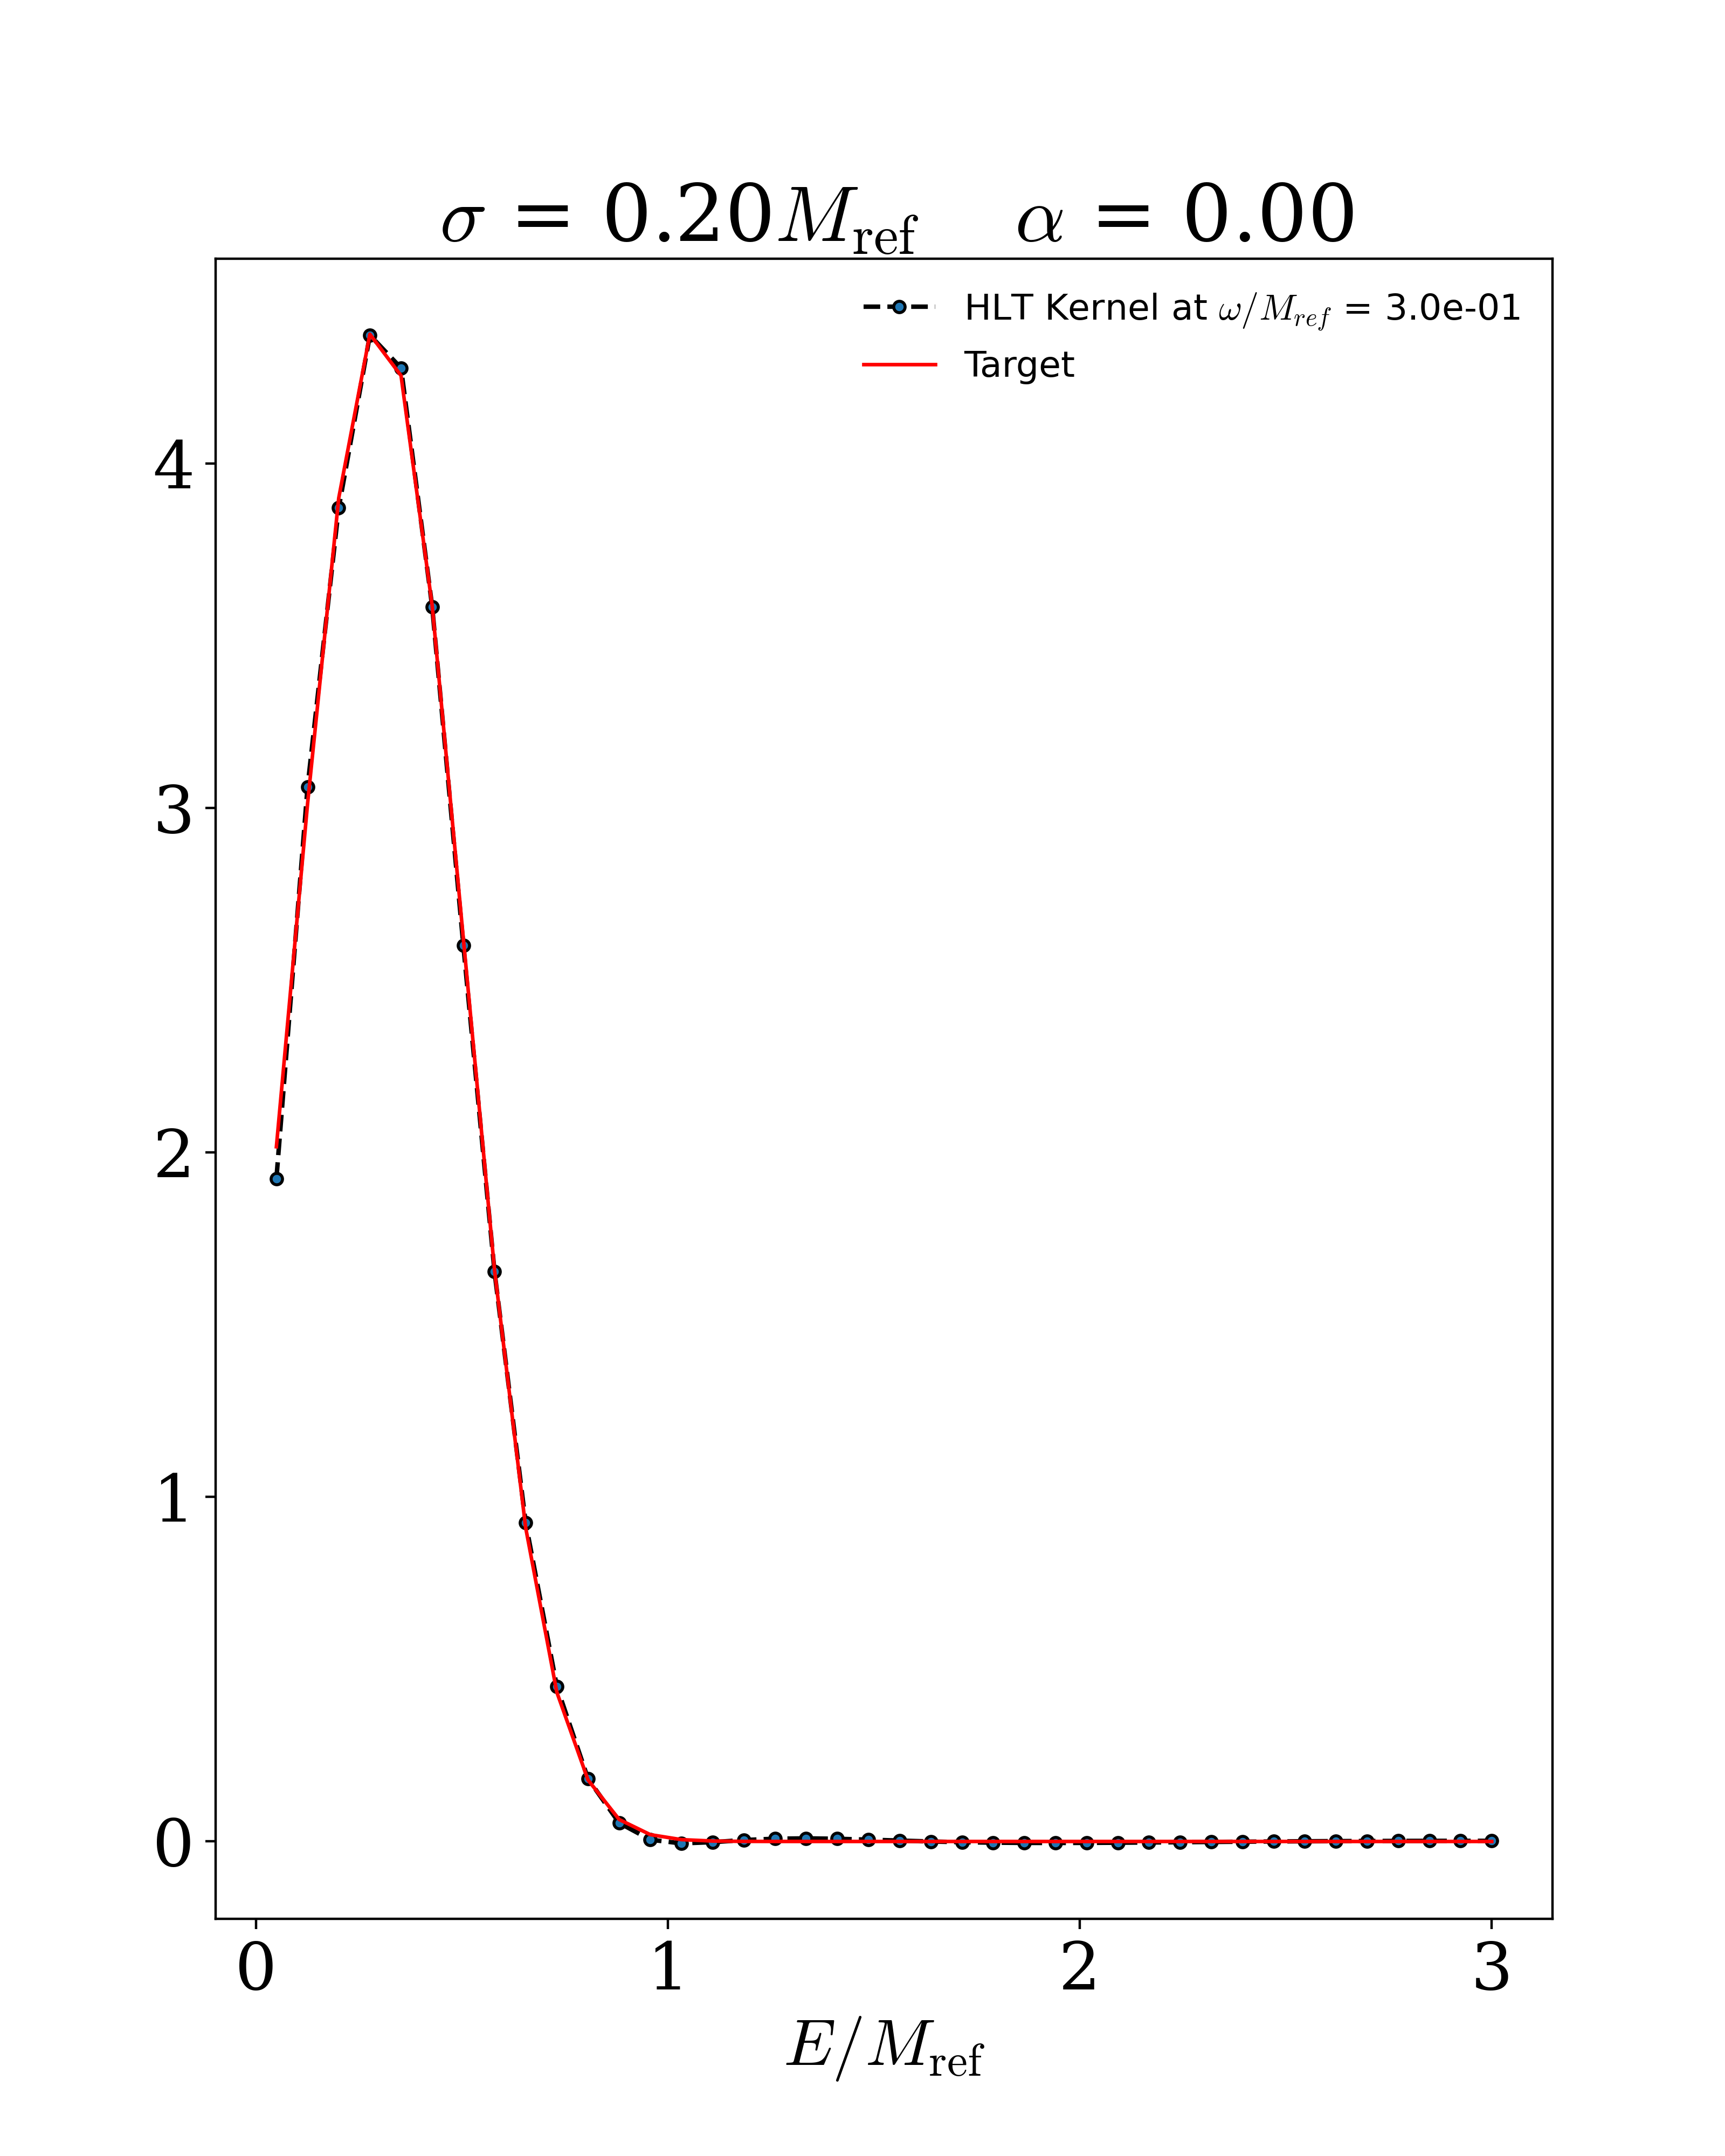 σ = 0.20M_ref α = 0.00
HLT Kernel at ω/M_ref = 3.0e-01
Target
4
3
2
1
0
0 1 2 3
E/M_ref